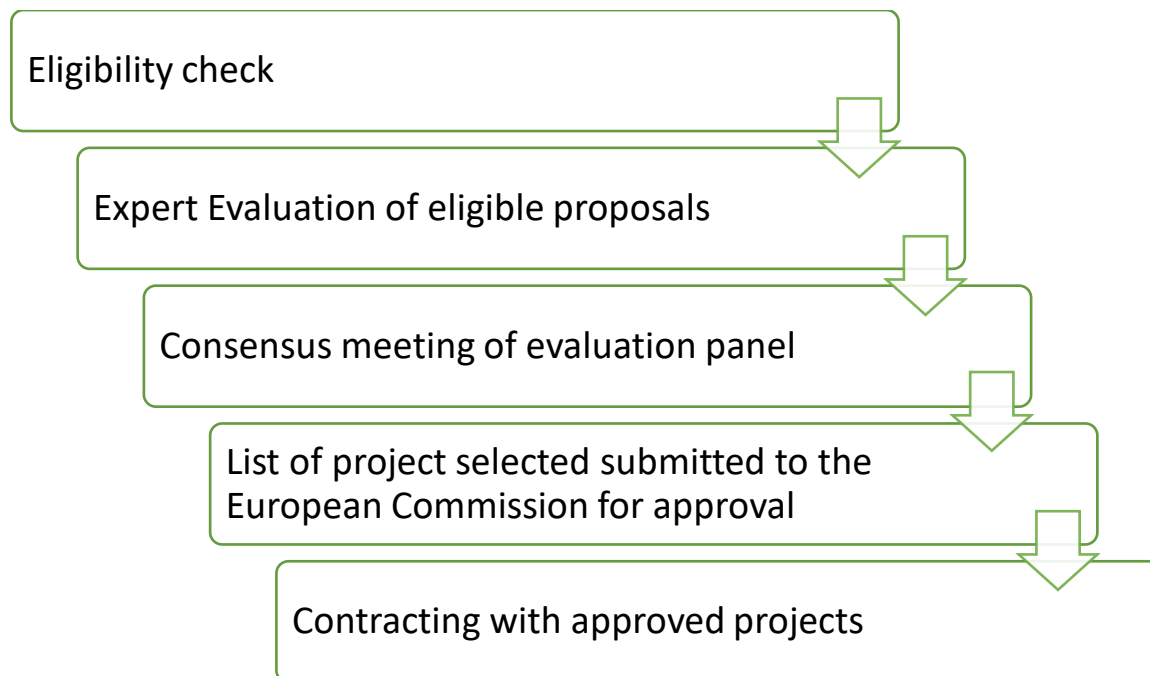 Eligibility check
Expert Evaluation of eligible proposals
Consensus meeting of evaluation panel
List of project selected submitted to the
European Commission for approval
Contracting with approved projects